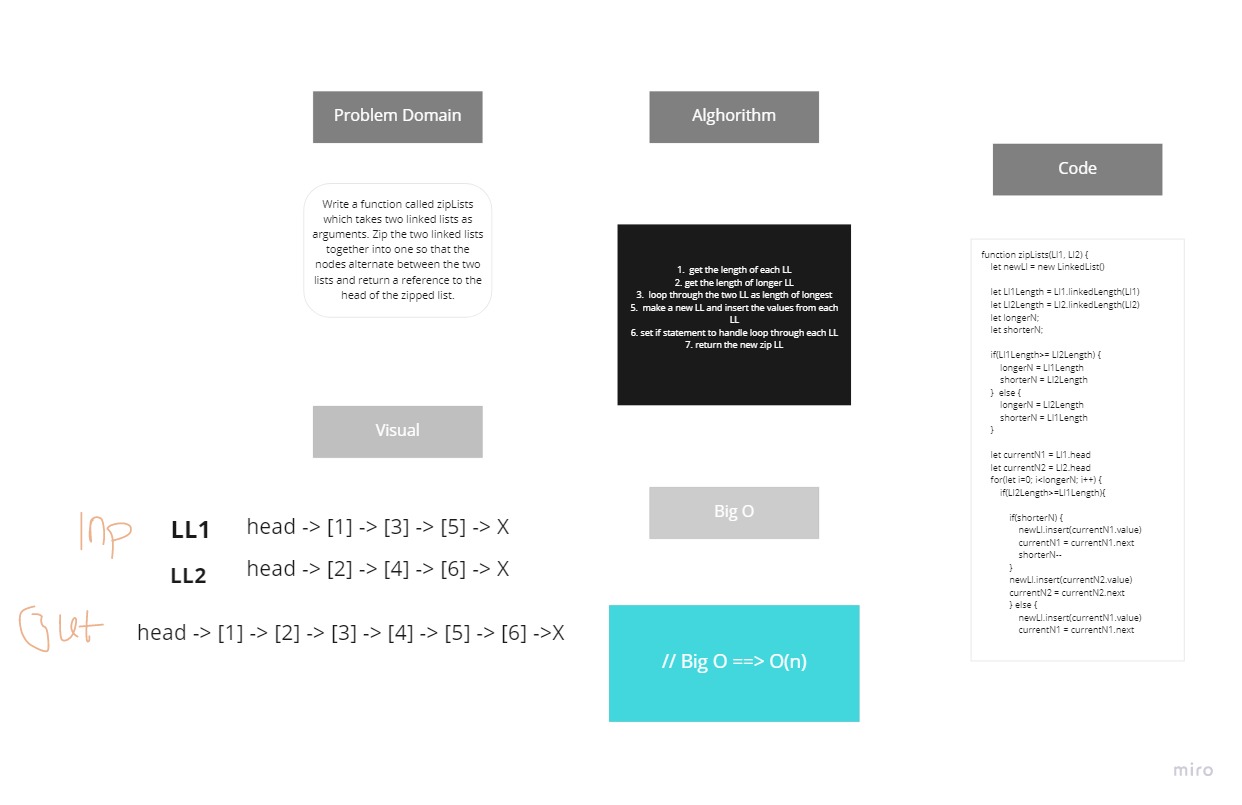 Problem Domain
Write a function called zipLists
which takes two linked lists as
arguments. Zip the two linked lists
together into one so that the
nodes alternate between the two
lists and return a reference to the
head of the zipped list.
Visual
Inp
LL1 head -> [1] -> [3] -> [5] -> X
LL2 head -> [2] -> [4] -> [6] -> X
Out
head -> [1] -> [2] -> [3] -> [4] -> [5] -> [6] ->X
Alghorithm
1. get the length of each LL
2. get the length of longer LL
3. loop through the two LL as length of longest
5. make a new LL and insert the values from each
LL
6. set if statement to handle loop through each LL
7. return the new zip LL
Big O
// Big O ==> O(n)
Code
function zipLists(Ll1, Ll2) {
let newLl = new LinkedList()
let Ll1Length = Ll1.linkedLength(Ll1)
let Ll2Length = Ll2.linkedLength(Ll2)
let longerN;
let shorterN;
if(Ll1Length>= Ll2Length) {
longerN = Ll1Length
shorterN = Ll2Length
} else {
longerN = Ll2Length
shorterN = Ll1Length
}
let currentN1 = Ll1.head
let currentN2 = Ll2.head
for(let i=0; i<longerN; i++) {
if(Ll2Length>=Ll1Length){
if(shorterN) {
newLl.insert(currentN1.value)
currentN1 = currentN1.next
shorterN--
}
newLl.insert(currentN2.value)
currentN2 = currentN2.next
} else {
newLl.insert(currentN1.value)
currentN1 = currentN1.next
miro